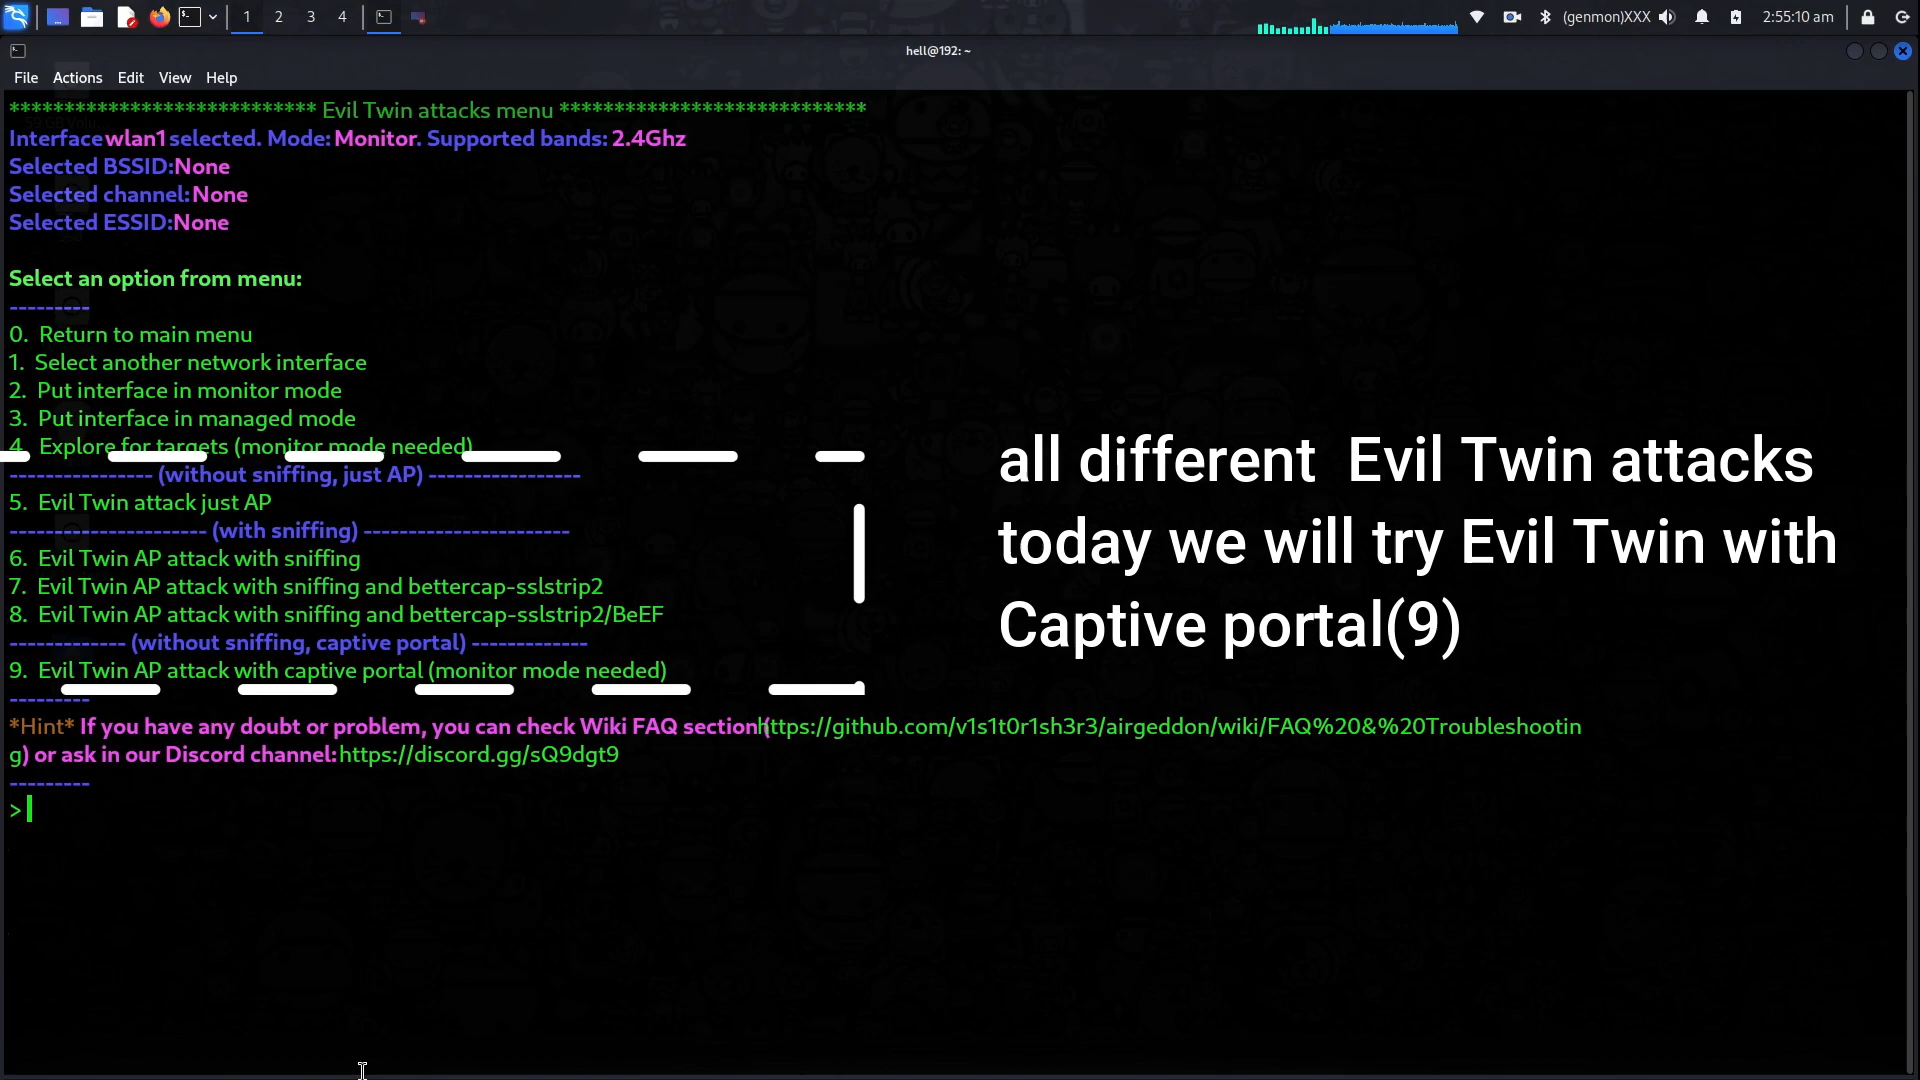 1 2 3 4 (genmon)XXX 2:55:10 am
hell@192: ~
File Actions Edit View Help
**************************** Evil Twin attacks menu ****************************
Interface wlan1 selected. Mode: Monitor. Supported bands: 2.4Ghz
Selected BSSID: None
Selected channel: None
Selected ESSID: None
Select an option from menu:
---------
0. Return to main menu
1. Select another network interface
2. Put interface in monitor mode
3. Put interface in managed mode
4. Explore for targets (monitor mode needed)
---------------- (without sniffing, just AP) -----------------
5. Evil Twin attack just AP
---------------------- (with sniffing) -----------------------
6. Evil Twin AP attack with sniffing
7. Evil Twin AP attack with sniffing and bettercap-sslstrip2
8. Evil Twin AP attack with sniffing and bettercap-sslstrip2/BeEF
------------- (without sniffing, captive portal) -------------
9. Evil Twin AP attack with captive portal (monitor mode needed)
---------
*Hint* If you have any doubt or problem, you can check Wiki FAQ section (https://github.com/v1s1t0r1sh3r3/airgeddon/wiki/FAQ%20&%20Troubleshootin
g) or ask in our Discord channel: https://discord.gg/sQ9dgt9
---------
>
all different Evil Twin attacks
today we will try Evil Twin with
Captive portal(9)